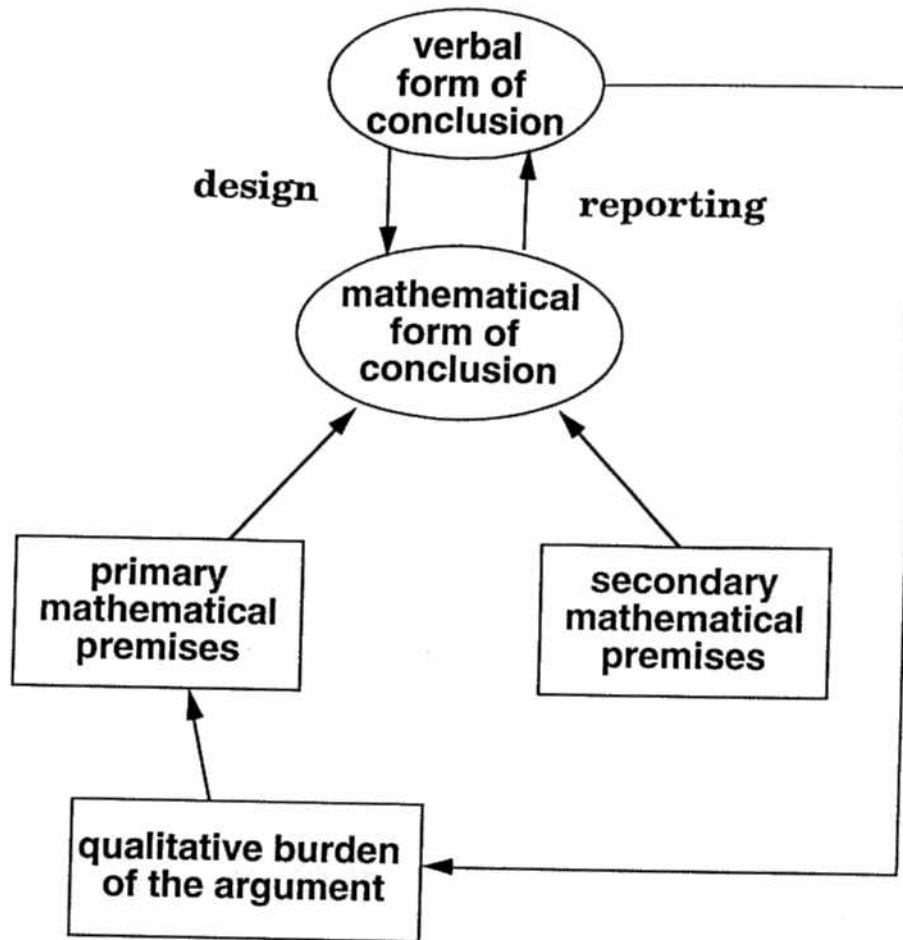 verbal
form of
conclusion
design
reporting
mathematical
form of
conclusion
primary
mathematical
premises
secondary
mathematical
premises
qualitative burden
of the argument